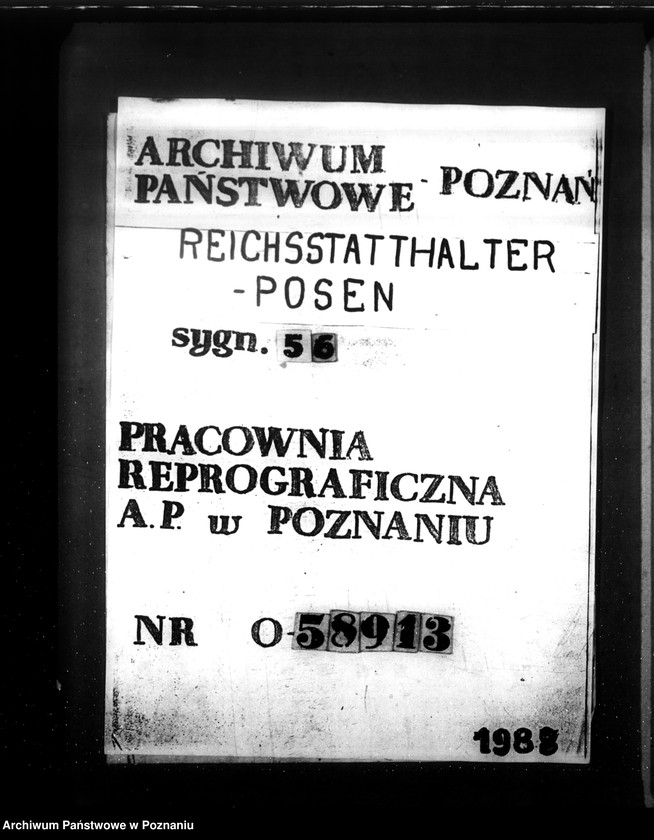 ARCHIWUM
PAŃSTWOWE - POZNAŃ
REICHSSTATTHALTER
-POSEN
sygn. 56
PRACOWNIA
REPROGRAFICZNA
A.P. w POZNANIU
NR O-58913
1988
Archiwum Państwowe w Poznaniu